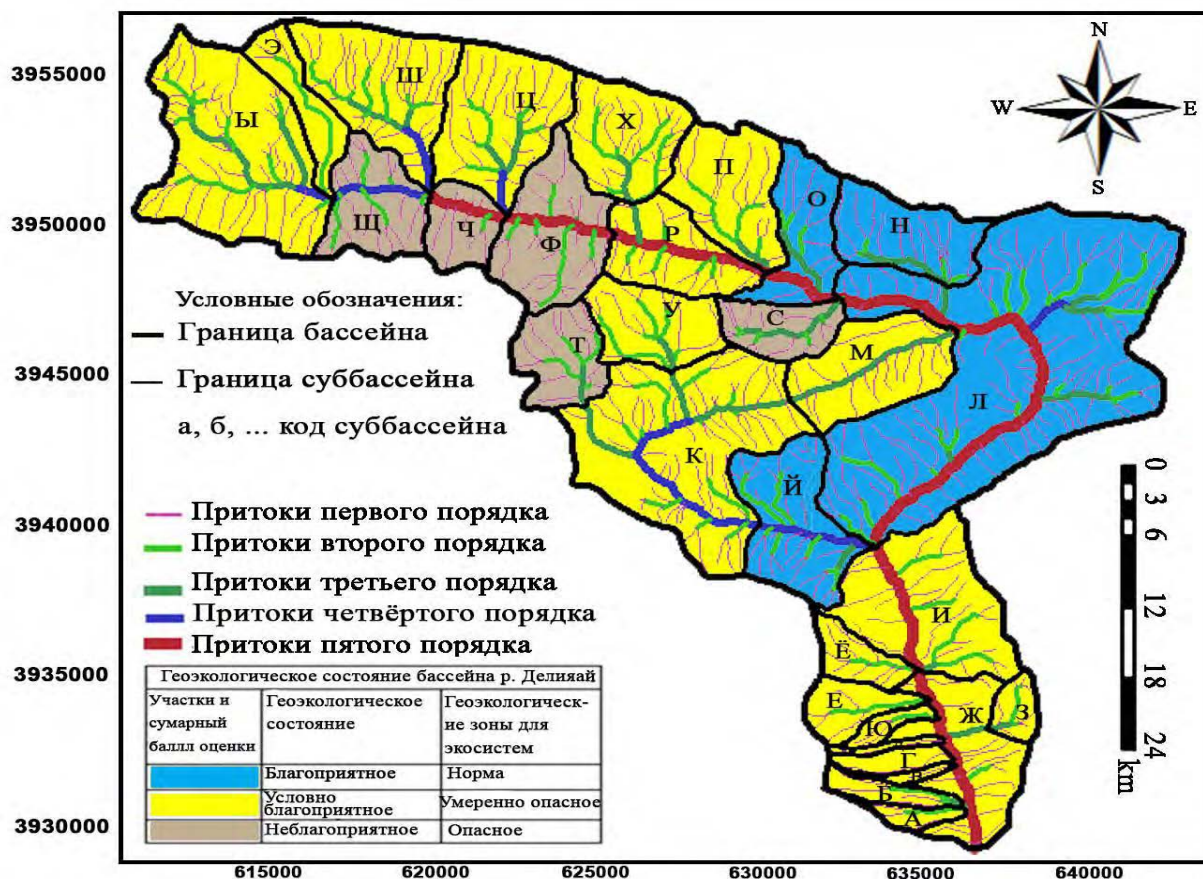 3955000
3950000
3945000
3940000
3935000
3930000
615000
620000
625000
630000
635000
640000
N
W
E
S
Э
Ш
Ц
Х
П
Ы
О
Н
Щ
Ч
Ф
Р
У
С
Т
М
Л
К
Й
И
Ё
Е
Ж
З
Ю
Г
В
Б
А
Условные обозначения:
Граница бассейна
Граница суббассейна
а, б, ... код суббассейна
Притоки первого порядка
Притоки второго порядка
Притоки третьего порядка
Притоки четвёртого порядка
Притоки пятого порядка
Геоэкологическое состояние бассейна р. Делияай
Участки и сумарный баллл оценки
Геоэкологическое состояние
Геоэкологическ-ие зоны для экосистем
Благоприятное
Норма
Условно благоприятное
Умеренно опасное
Неблагоприятное
Опасное
0
3
6
12
18
24
km